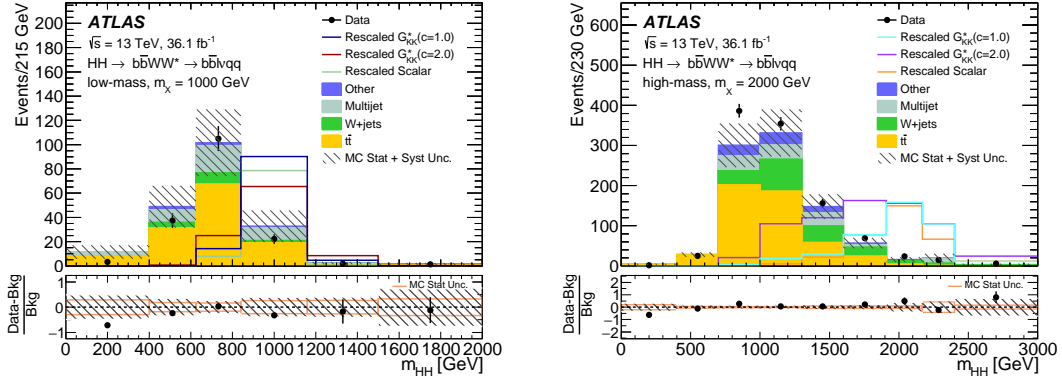 ATLAS
√s = 13 TeV, 36.1 fb⁻¹
HH → bb̄WW* → bb̄lνqq
low-mass, m_X = 1000 GeV
Data
Rescaled G*_KK(c=1.0)
Rescaled G*_KK(c=2.0)
Rescaled Scalar
Other
Multijet
W+jets
tt̄
MC Stat + Syst Unc.
Events/215 GeV
200
180
160
140
120
100
80
60
40
20
0
MC Stat Unc.
Data-Bkg
Bkg
1
0
−1
0 200 400 600 800 1000 1200 1400 1600 1800 2000
m_HH [GeV]
ATLAS
√s = 13 TeV, 36.1 fb⁻¹
HH → bb̄WW* → bb̄lνqq
high-mass, m_X = 2000 GeV
Data
Rescaled G*_KK(c=1.0)
Rescaled G*_KK(c=2.0)
Rescaled Scalar
Other
Multijet
W+jets
tt̄
MC Stat + Syst Unc.
Events/230 GeV
600
500
400
300
200
100
0
MC Stat Unc.
Data-Bkg
Bkg
2
1
0
−1
−2
0 500 1000 1500 2000 2500 3000
m_HH [GeV]